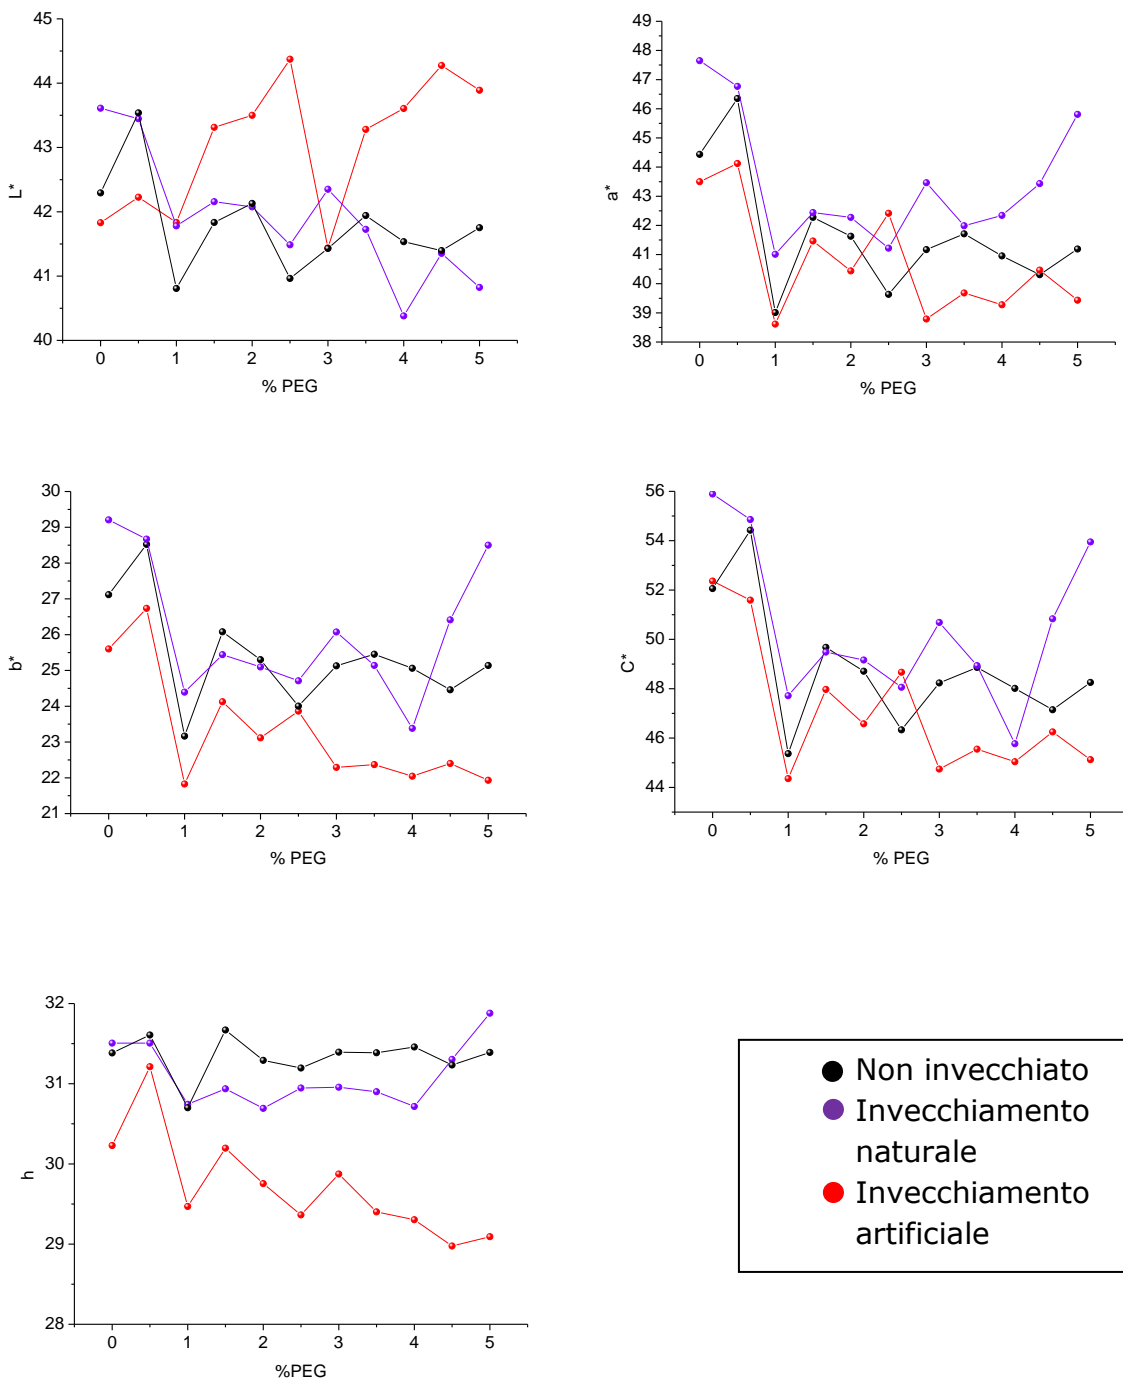 45
44
43
42
41
40
L*
0 1 2 3 4 5
% PEG
49
48
47
46
45
44
43
42
41
40
39
38
a*
0 1 2 3 4 5
% PEG
30
29
28
27
26
25
24
23
22
21
b*
0 1 2 3 4 5
% PEG
56
54
52
50
48
46
44
C*
0 1 2 3 4 5
% PEG
32
31
30
29
28
h
0 1 2 3 4 5
%PEG
Non invecchiato
Invecchiamento
naturale
Invecchiamento
artificiale